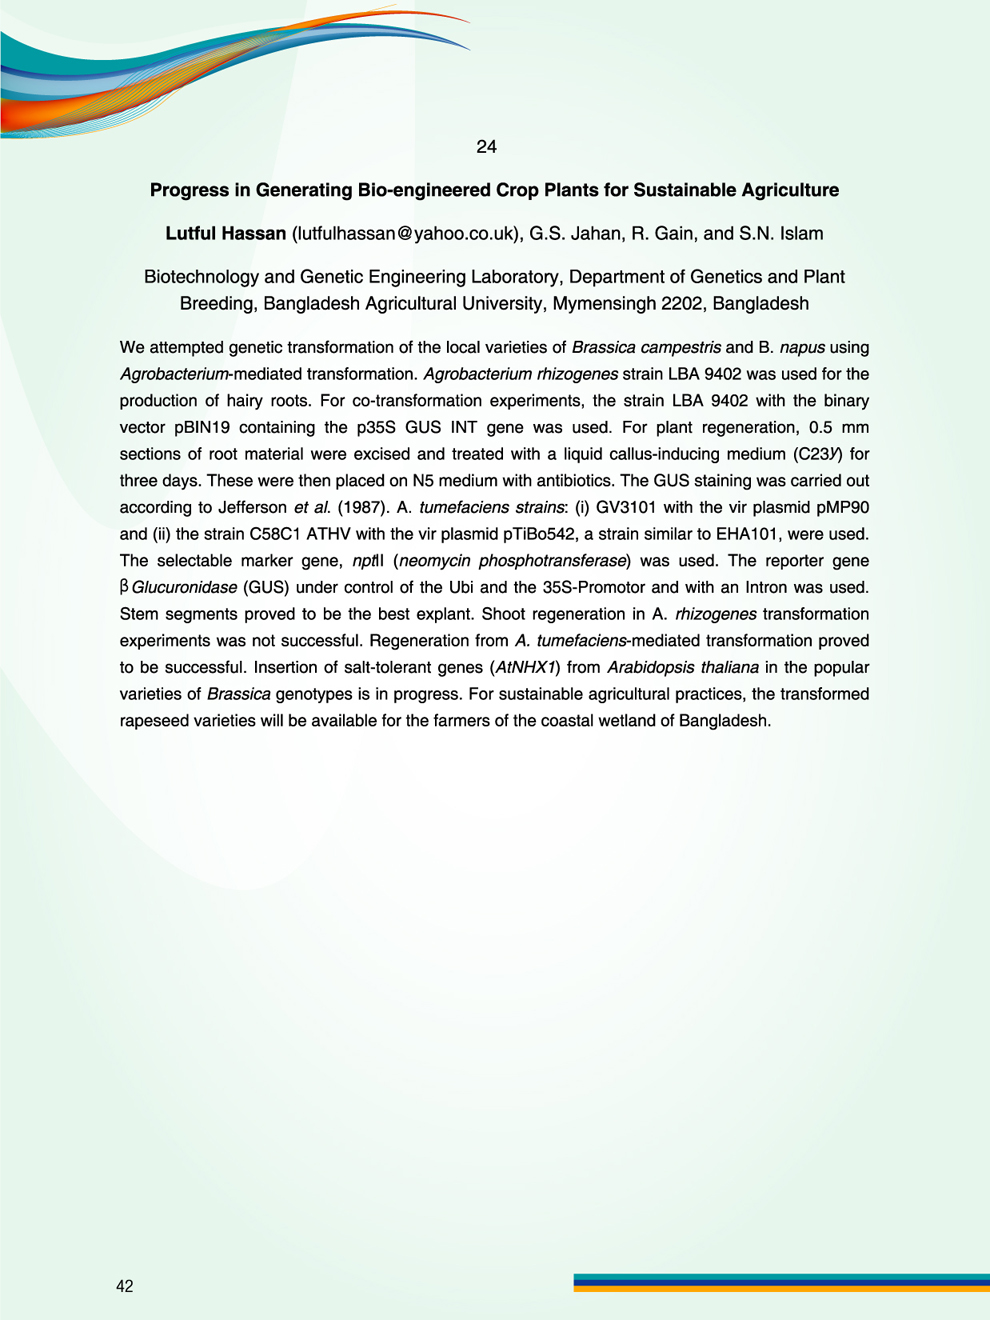 24
Progress in Generating Bio-engineered Crop Plants for Sustainable Agriculture
Lutful Hassan (lutfulhassan@yahoo.co.uk), G.S. Jahan, R. Gain, and S.N. Islam
Biotechnology and Genetic Engineering Laboratory, Department of Genetics and Plant
Breeding, Bangladesh Agricultural University, Mymensingh 2202, Bangladesh
We attempted genetic transformation of the local varieties of Brassica campestris and B. napus using
Agrobacterium-mediated transformation. Agrobacterium rhizogenes strain LBA 9402 was used for the
production of hairy roots. For co-transformation experiments, the strain LBA 9402 with the binary
vector pBIN19 containing the p35S GUS INT gene was used. For plant regeneration, 0.5 mm
sections of root material were excised and treated with a liquid callus-inducing medium (C23y) for
three days. These were then placed on N5 medium with antibiotics. The GUS staining was carried out
according to Jefferson et al. (1987). A. tumefaciens strains: (i) GV3101 with the vir plasmid pMP90
and (ii) the strain C58C1 ATHV with the vir plasmid pTiBo542, a strain similar to EHA101, were used.
The selectable marker gene, nptII (neomycin phosphotransferase) was used. The reporter gene
β Glucuronidase (GUS) under control of the Ubi and the 35S-Promotor and with an Intron was used.
Stem segments proved to be the best explant. Shoot regeneration in A. rhizogenes transformation
experiments was not successful. Regeneration from A. tumefaciens-mediated transformation proved
to be successful. Insertion of salt-tolerant genes (AtNHX1) from Arabidopsis thaliana in the popular
varieties of Brassica genotypes is in progress. For sustainable agricultural practices, the transformed
rapeseed varieties will be available for the farmers of the coastal wetland of Bangladesh.
42